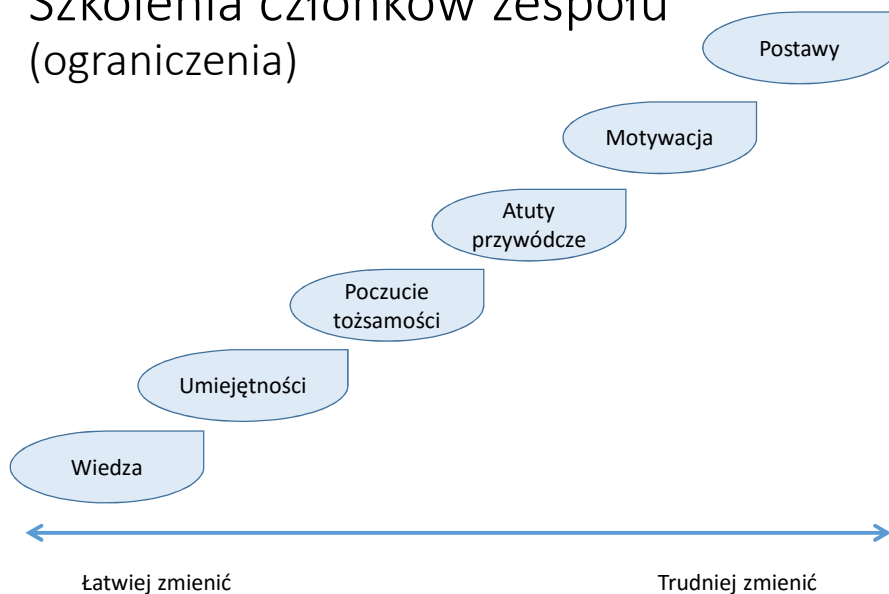 Szkolenia członków zespołu
(ograniczenia)
Postawy
Motywacja
Atuty
przywódcze
Poczucie
tożsamości
Umiejętności
Wiedza
Łatwiej zmienić
Trudniej zmienić